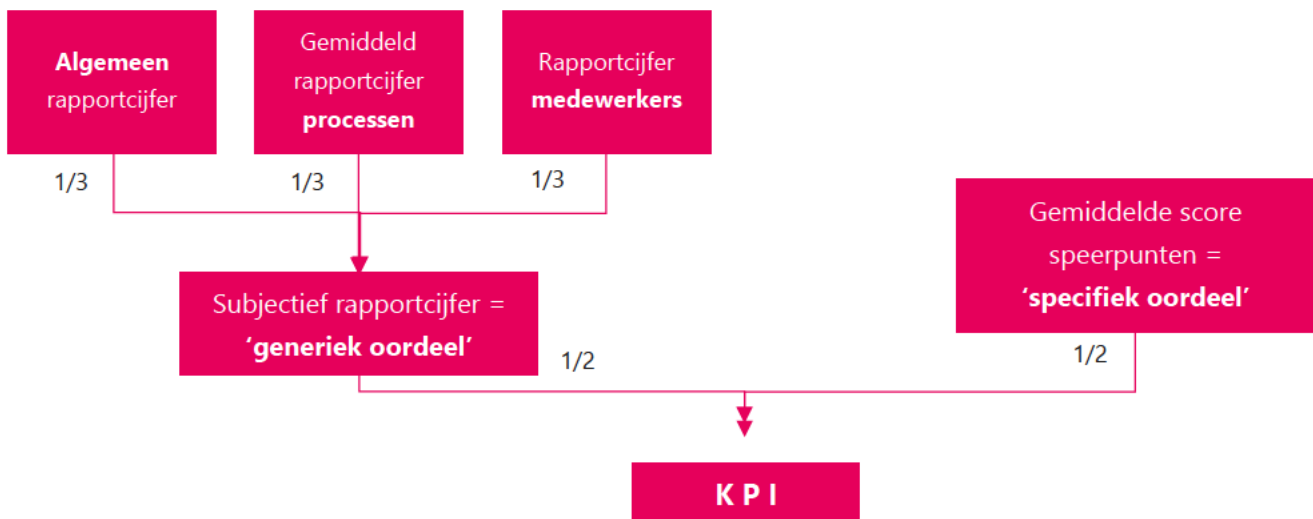 Algemeen
rapportcijfer
Gemiddeld
rapportcijfer
processen
Rapportcijfer
medewerkers
1/3
1/3
1/3
Gemiddelde score
speerpunten =
‘specifiek oordeel’
Subjectief rapportcijfer =
‘generiek oordeel’
1/2
1/2
K P I